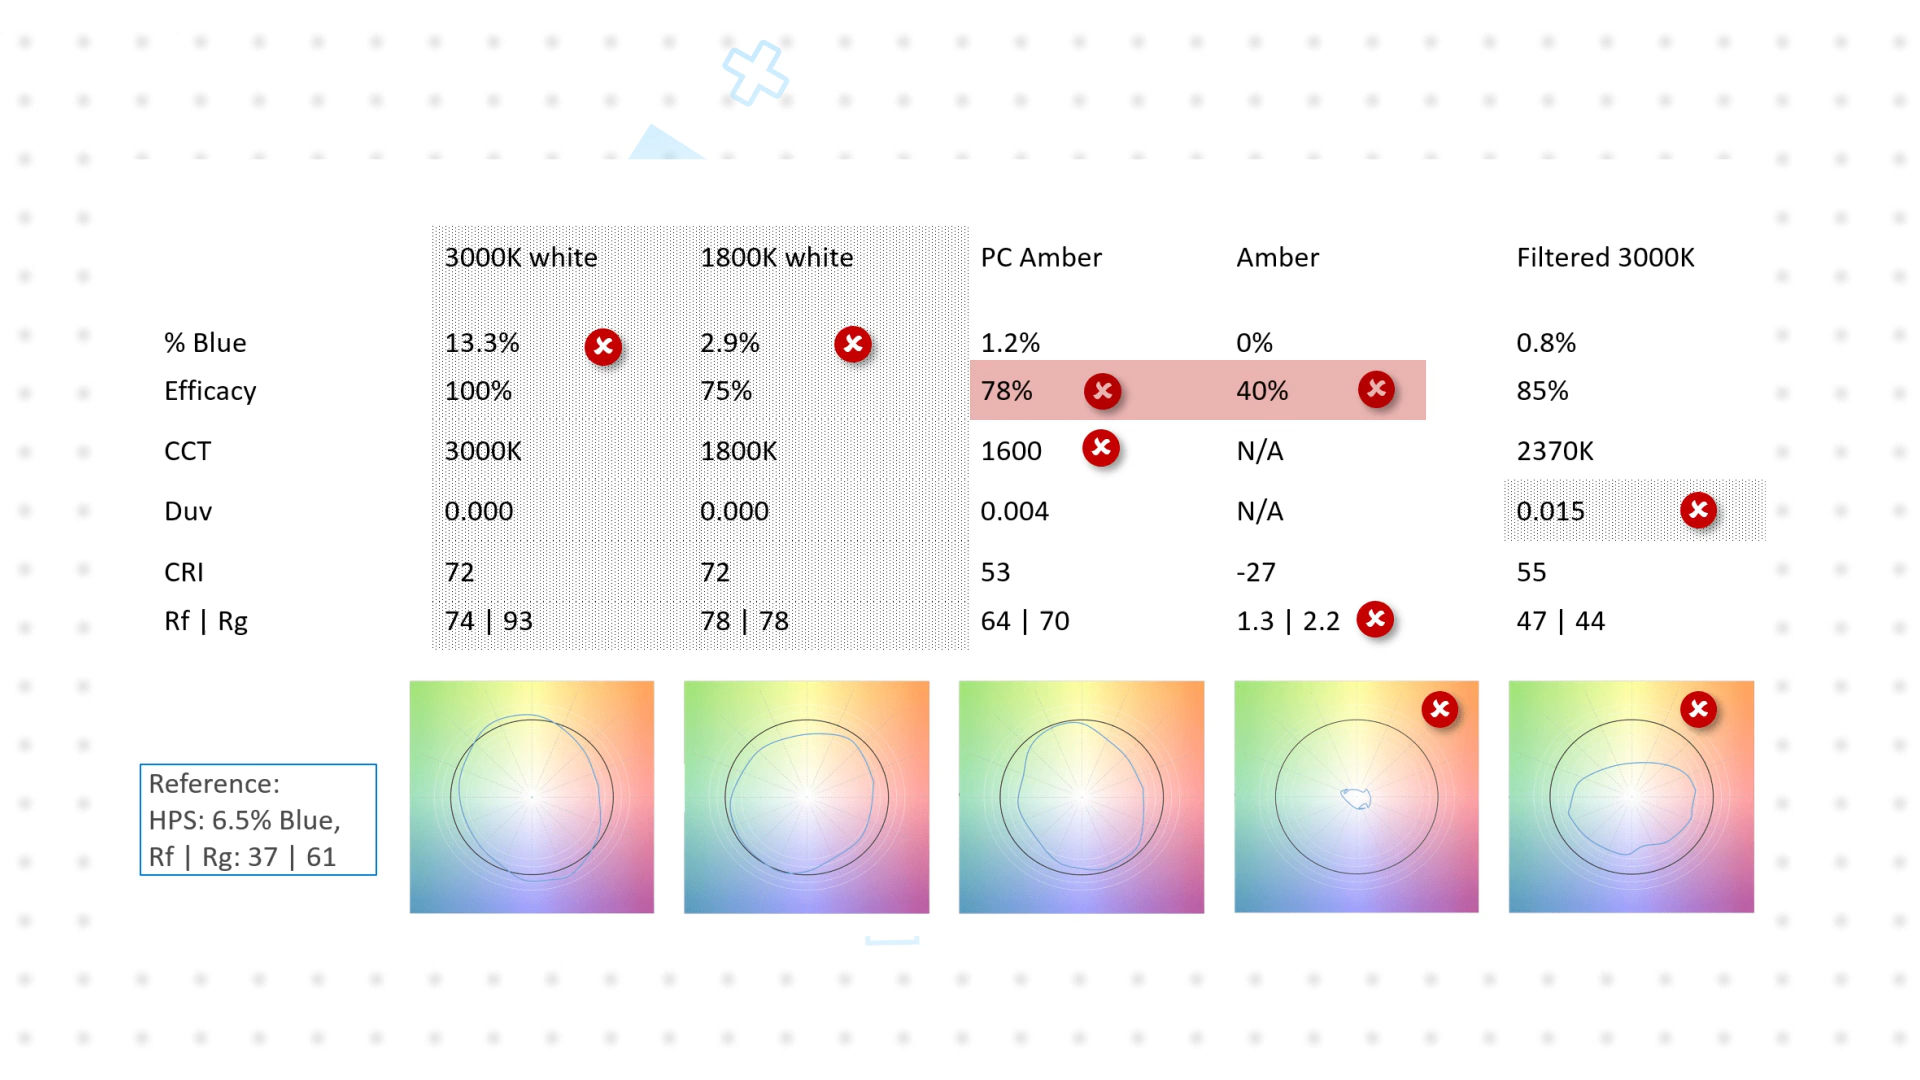 3000K white 1800K white PC Amber Amber Filtered 3000K
% Blue 13.3% 2.9% 1.2% 0% 0.8%
Efficacy 100% 75% 78% 40% 85%
CCT 3000K 1800K 1600 N/A 2370K
Duv 0.000 0.000 0.004 N/A 0.015
CRI 72 72 53 -27 55
Rf | Rg 74 | 93 78 | 78 64 | 70 1.3 | 2.2 47 | 44
Reference:
HPS: 6.5% Blue,
Rf | Rg: 37 | 61